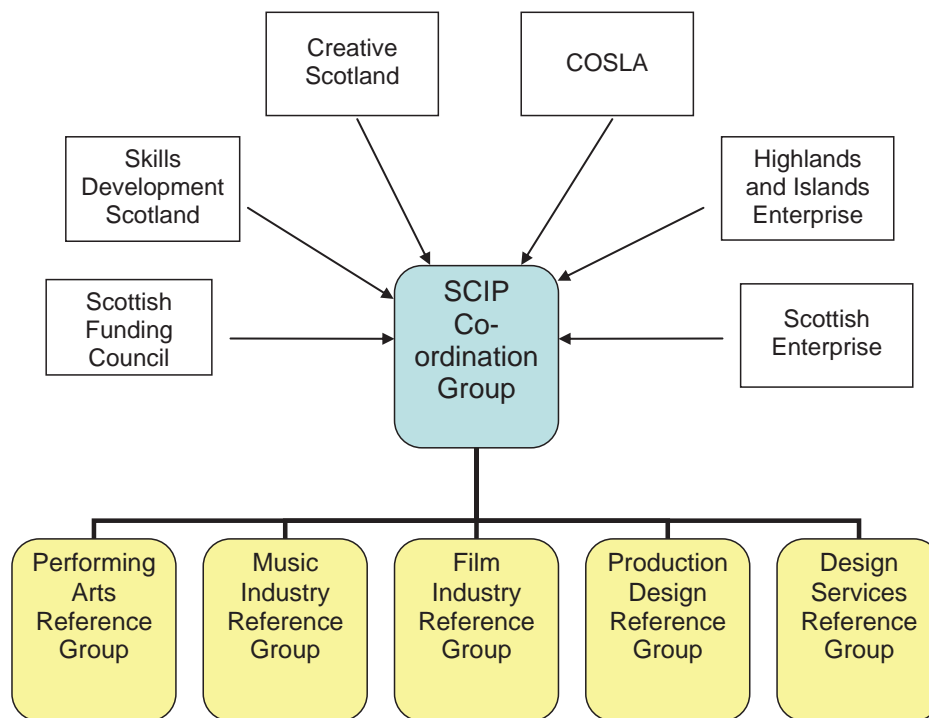 Creative
Scotland
COSLA
Skills
Development
Scotland
Highlands
and Islands
Enterprise
Scottish
Funding
Council
SCIP
Co-
ordination
Group
Scottish
Enterprise
Performing
Arts
Reference
Group
Music
Industry
Reference
Group
Film
Industry
Reference
Group
Production
Design
Reference
Group
Design
Services
Reference
Group